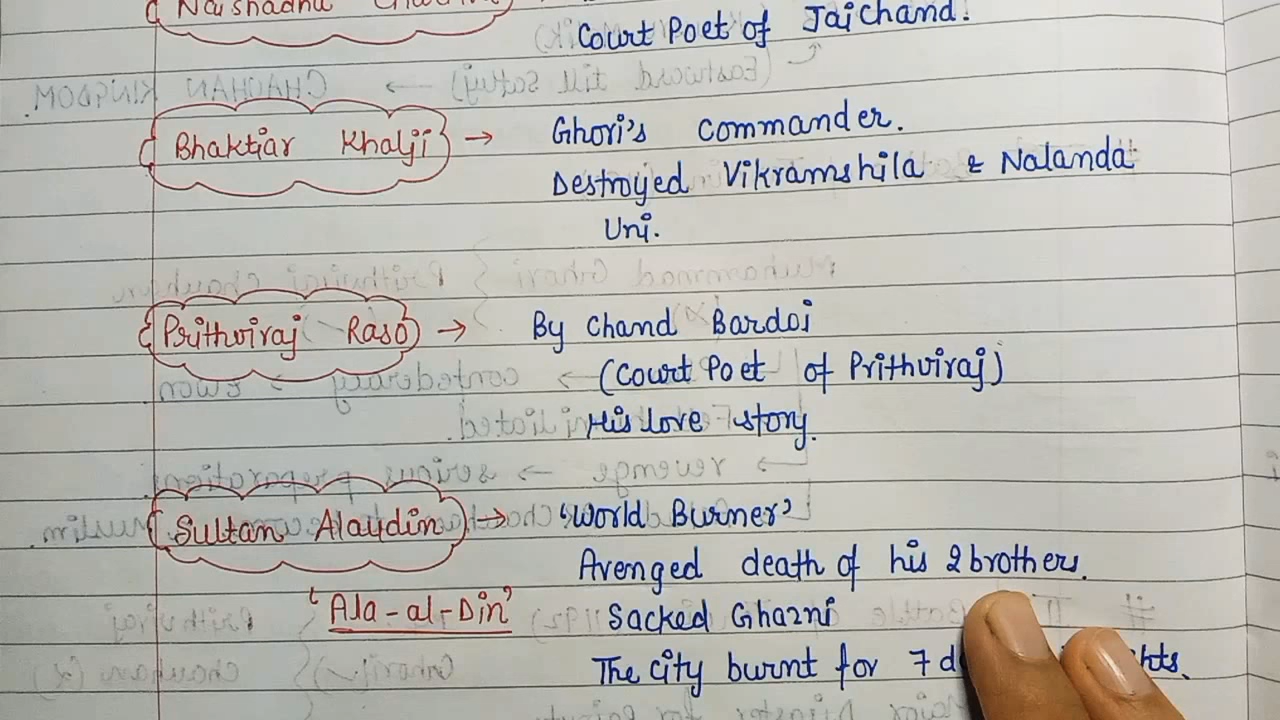 Court Poet of Jaichand.
Bhaktiar Khalji → Ghori's Commander.
Destroyed Vikramshila & Nalanda
Uni.
Prithviraj Raso → By Chand Bardoi
(Court Poet of Prithviraj)
His love story.
Sultan Alaydin → 'World Burner'
Avenged death of his 2 brothers.
'Ala-al-Din' Sacked Ghazni
The city burnt for 7